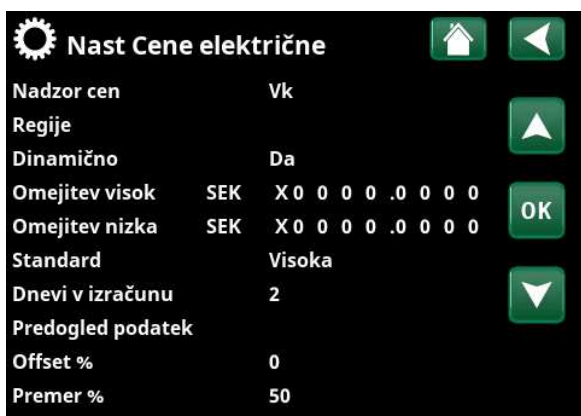 Nast Cene električne
Nadzor cen Vk
Regije
Dinamično Da
Omejitev visok SEK X0 0 0 0 .0 0 0 0
OK
Omejitev nizka SEK X0 0 0 0 .0 0 0 0
Standard Visoka
Dnevi v izračunu 2
Predogled podatek
Offset % 0
Premer % 50